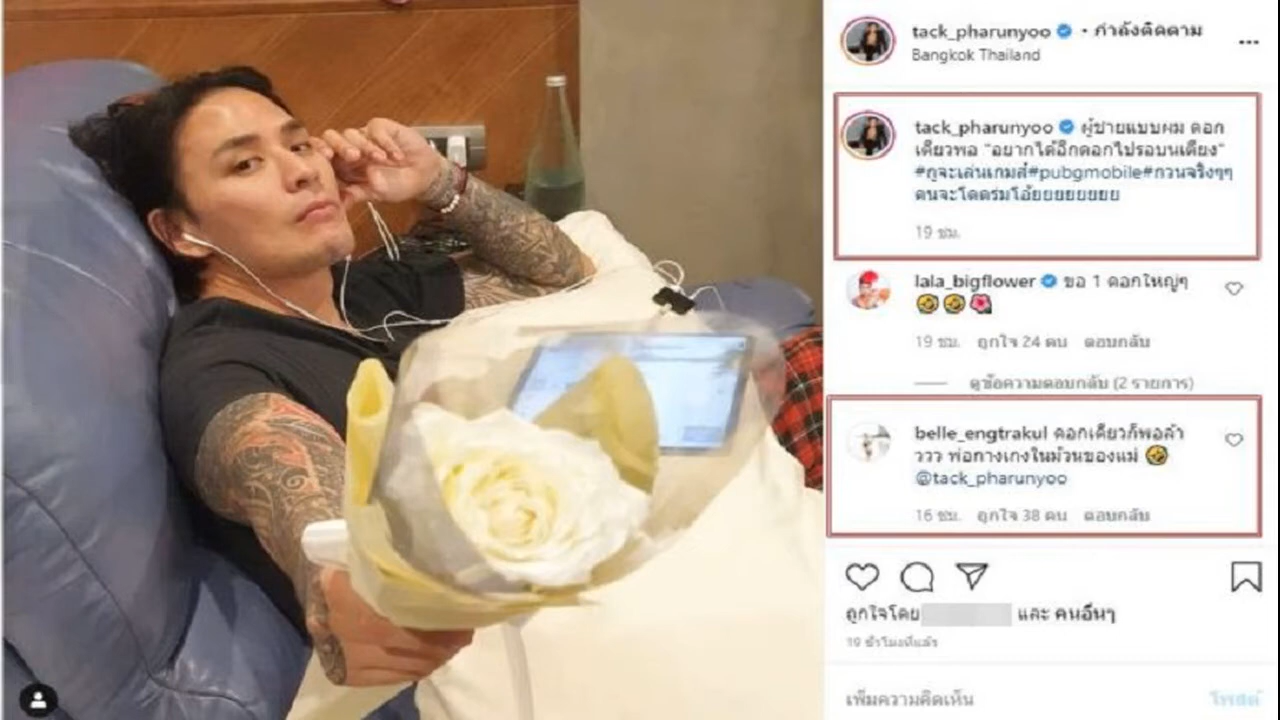 tack_pharunyoo • กำลังติดตาม
Bangkok Thailand
tack_pharunyoo ผู้ชายแบบผม ดอก
เดียวพอ "อยากได้อีกดอกไปรอบนเตียง"
#กูจะเล่นเกมส์#pubgmobile#กวนจริงๆๆ
คนจะโดดร่มโอ้ยยยยยยยย
19 ชม.
lala_bigflower ขอ 1 ดอกใหญ่ๆ
19 ชม. ถูกใจ 24 คน ตอบกลับ
ดูข้อความตอบกลับ (2 รายการ)
belle_engtrakul ดอกเดียวก็พอล้า
ววว พ่อกางเกงในม้วนของแม่
@tack_pharunyoo
16 ชม. ถูกใจ 38 คน ตอบกลับ
ถูกใจโดย และ คนอื่นๆ
19 ชั่วโมงที่แล้ว
เพิ่มความคิดเห็น โพสต์